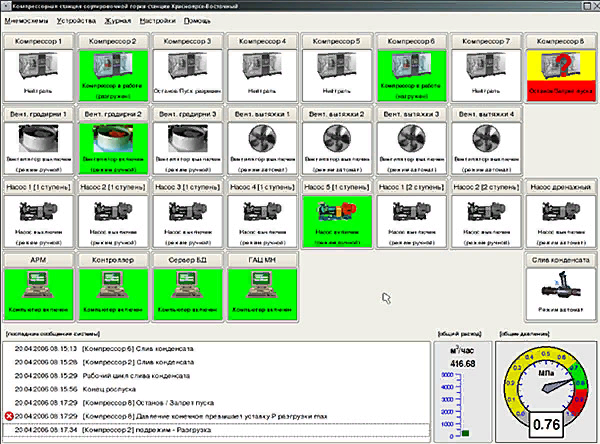 Компрессорная станция сортировочной горки станции Красноярск-Восточный
Мнемосхемы Устройства Журнал Настройки Помощь
Компрессор 1 Компрессор 2 Компрессор 3 Компрессор 4 Компрессор 5 Компрессор 6 Компрессор 7 Компрессор 8
Нейтраль Компрессор в работе Останов Пуск разрешен Нейтраль Нейтраль Компрессор в работе Нейтраль Останов/Запрет пуска
(разгружен) (нагружен)
Вент. градирни 1 Вент. градирни 2 Вент. градирни 3 Вент. вытяжки 1 Вент. вытяжки 2 Вент. вытяжки 3 Вент. вытяжки 4
Вентилятор выключен Вентилятор включен Вентилятор выключен Вентилятор выключен Вентилятор выключен Вентилятор выключен Вентилятор выключен
(режим ручной) (режим ручной) (режим ручной) (режим автомат) (режим автомат) (режим автомат) (режим автомат)
Насос 1 [1 ступень] Насос 2 [1 ступень] Насос 3 [1 ступень] Насос 4 [1 ступень] Насос 5 [1 ступень] Насос 1 [2 ступень] Насос 2 [2 ступень] Насос дренажный
Насос выключен Насос выключен Насос выключен Насос выключен Насос включен Насос выключен Насос выключен Насос выключен
(режим ручной) (режим ручной) (режим ручной) (режим ручной) (режим ручной) (режим ручной) (режим ручной) (режим автомат)
АРМ Контроллер Сервер БД ГАЦ МН Слив конденсата
Компьютер включен Компьютер включен Компьютер включен Компьютер включен Режим автомат
[последние сообщение системы] [общий расход] [общее давление]
20.04.2006 08:15:13 [Компрессор 6] Слив конденсата
20.04.2006 08:15:28 [Компрессор 2] Слив конденсата
20.04.2006 08:15:29 Рабочий цикл слива конденсата
20.04.2006 08:15:56 Конец роспуска
20.04.2006 08:17:29 [Компрессор 8] Останов / Запрет пуска
20.04.2006 08:17:29 [Компрессор 8] Давление конечное превышает уставку Р разгрузки max
20.04.2006 08:17:34 [Компрессор 2] подрежим - Разгрузка
м³/час
416.68
5000
4000
3000
2000
1000
0
МПа
0.76